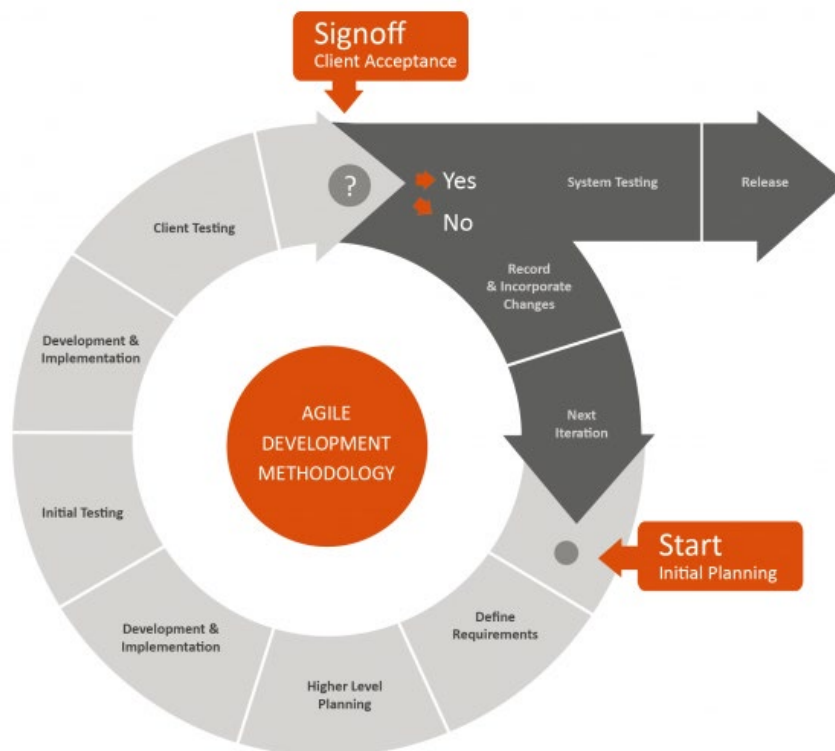 Signoff
Client Acceptance
?
Yes
No
System Testing
Release
Client Testing
Record
& Incorporate
Changes
Development &
Implementation
AGILE
DEVELOPMENT
METHODOLOGY
Next
Iteration
Initial Testing
Start
Initial Planning
Define
Requirements
Development &
Implementation
Higher Level
Planning